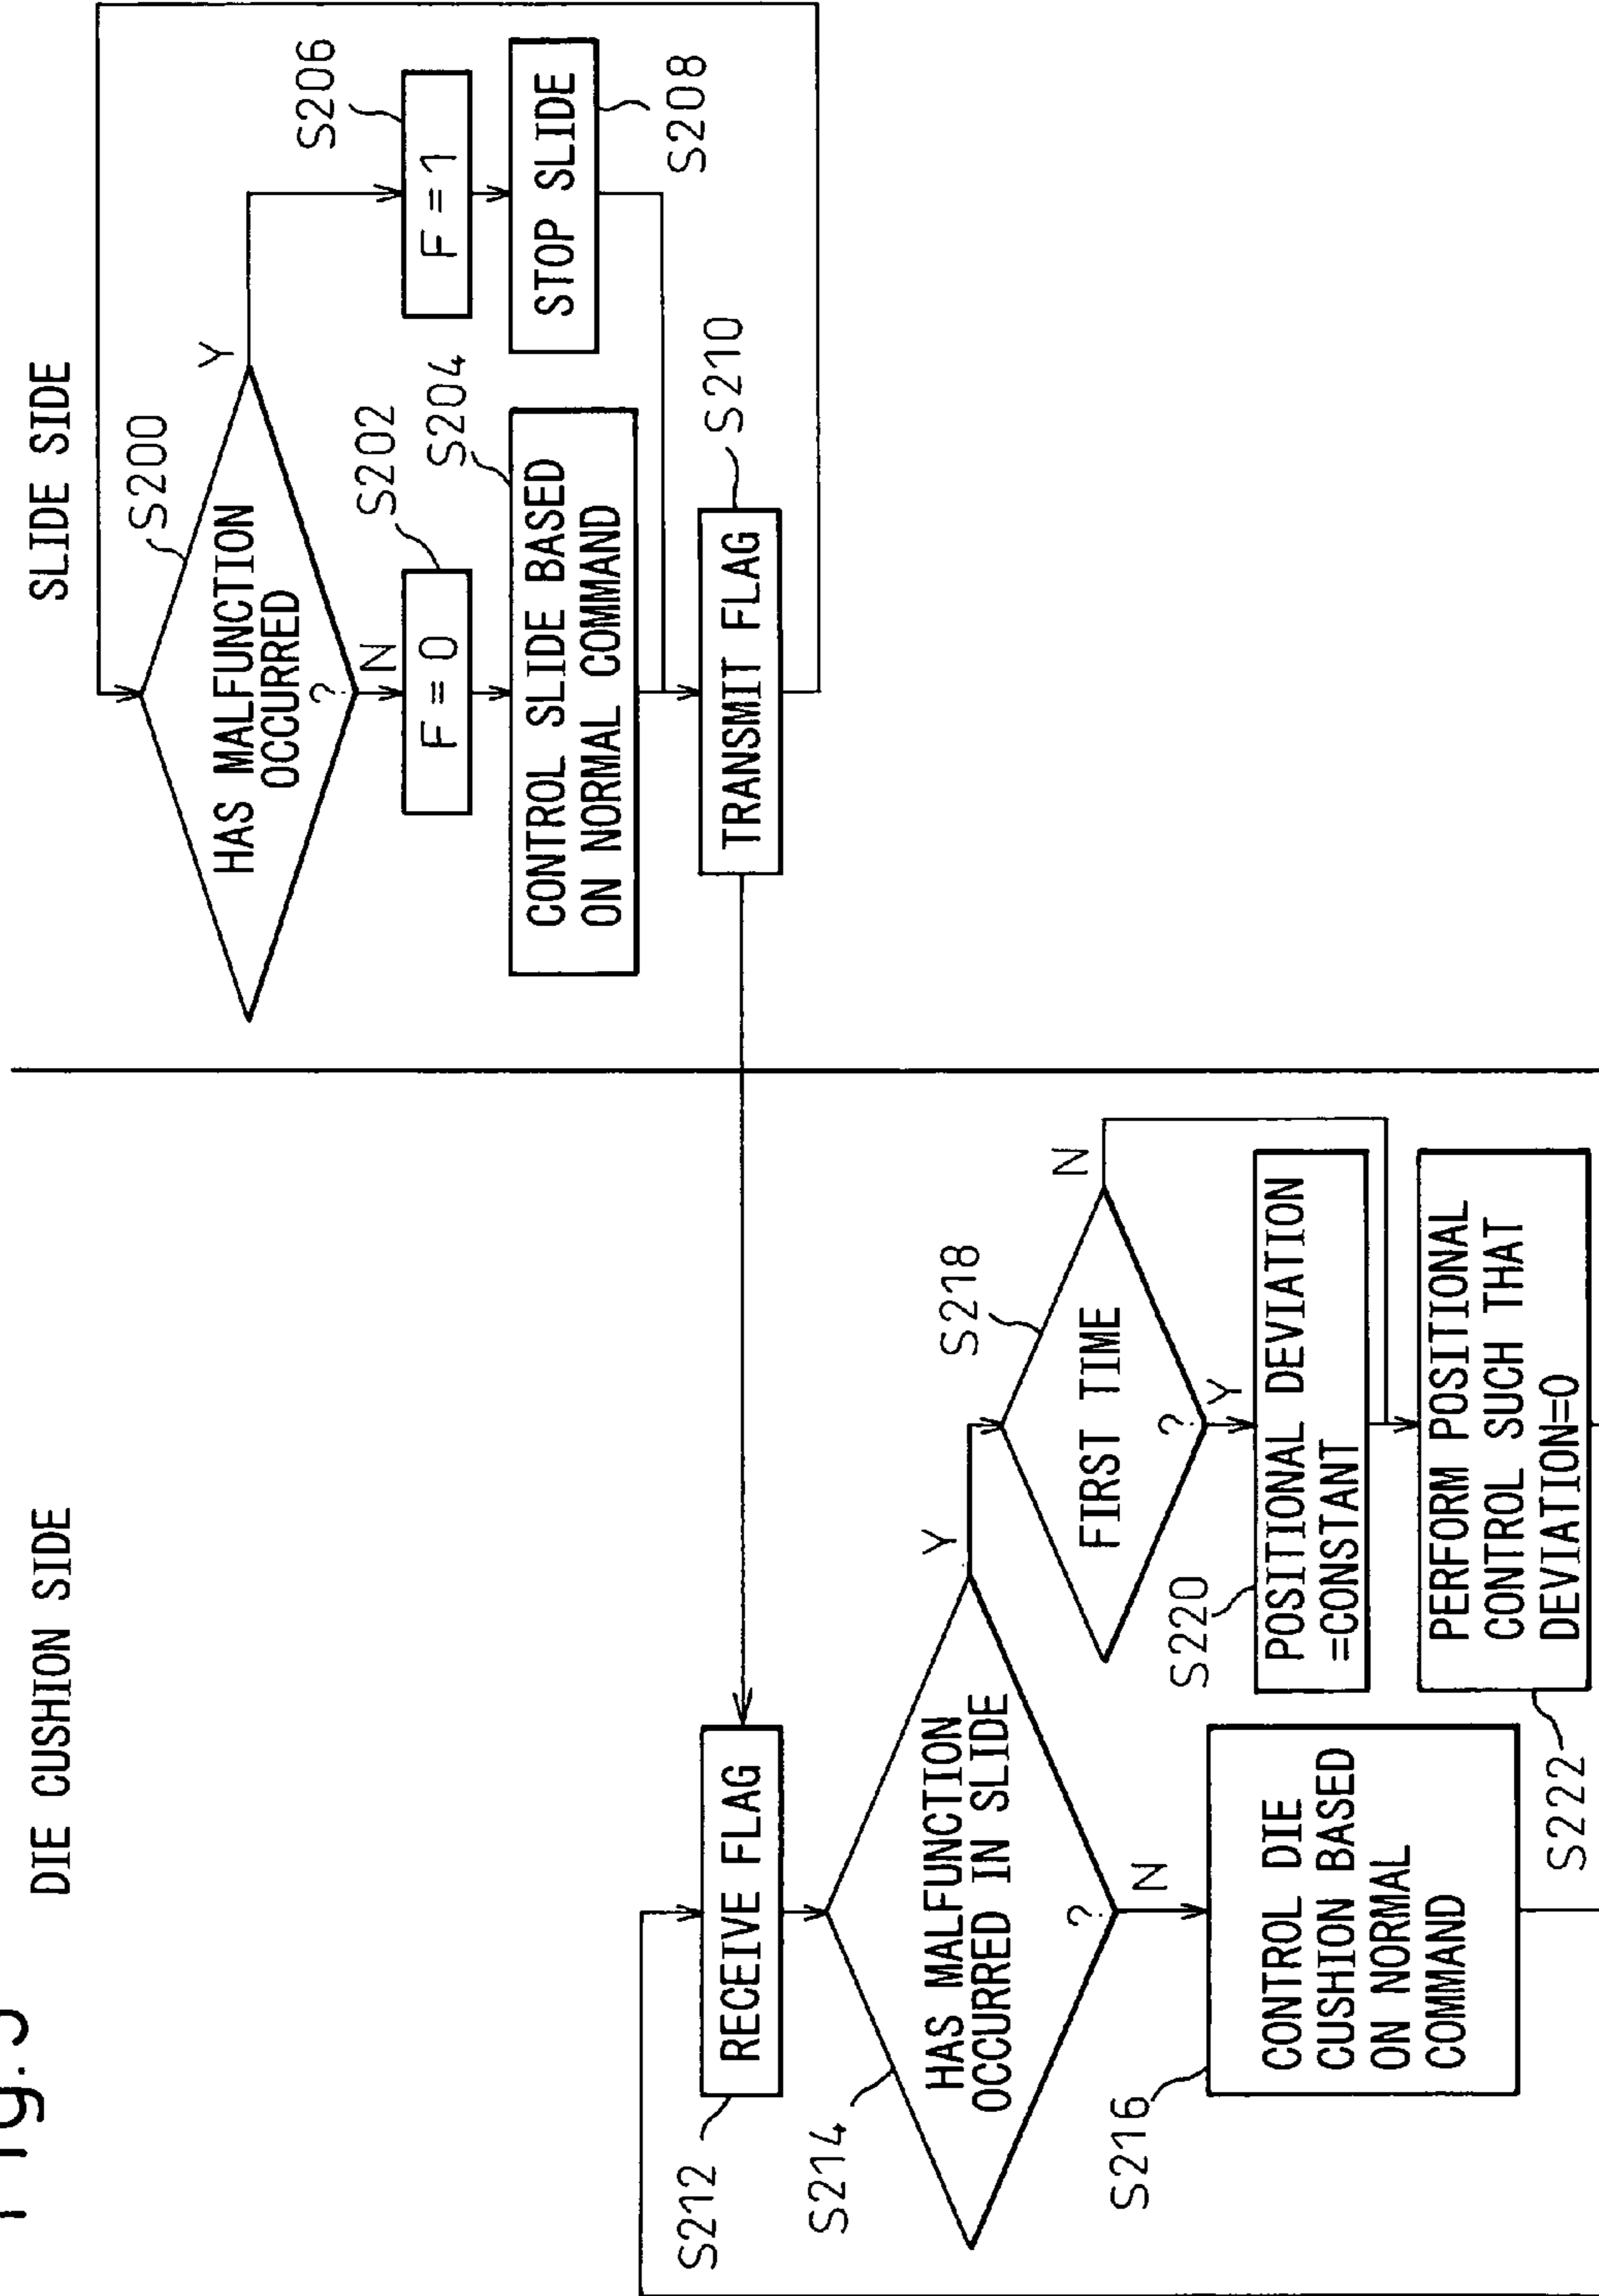 Fig.5
DIE CUSHION SIDE
SLIDE SIDE
S200
HAS MALFUNCTION
OCCURRED
?
Y
N
S202
F = 0
S206
F = 1
S204
CONTROL SLIDE BASED
ON NORMAL COMMAND
STOP SLIDE
S208
S210
TRANSMIT FLAG
S212
RECEIVE FLAG
S214
HAS MALFUNCTION
OCCURRED IN SLIDE
?
Y
N
S216
CONTROL DIE
CUSHION BASED
ON NORMAL
COMMAND
S218
FIRST TIME
?
N
Y
S220
POSITIONAL DEVIATION
=CONSTANT
PERFORM POSITIONAL
CONTROL SUCH THAT
DEVIATION=0
S222